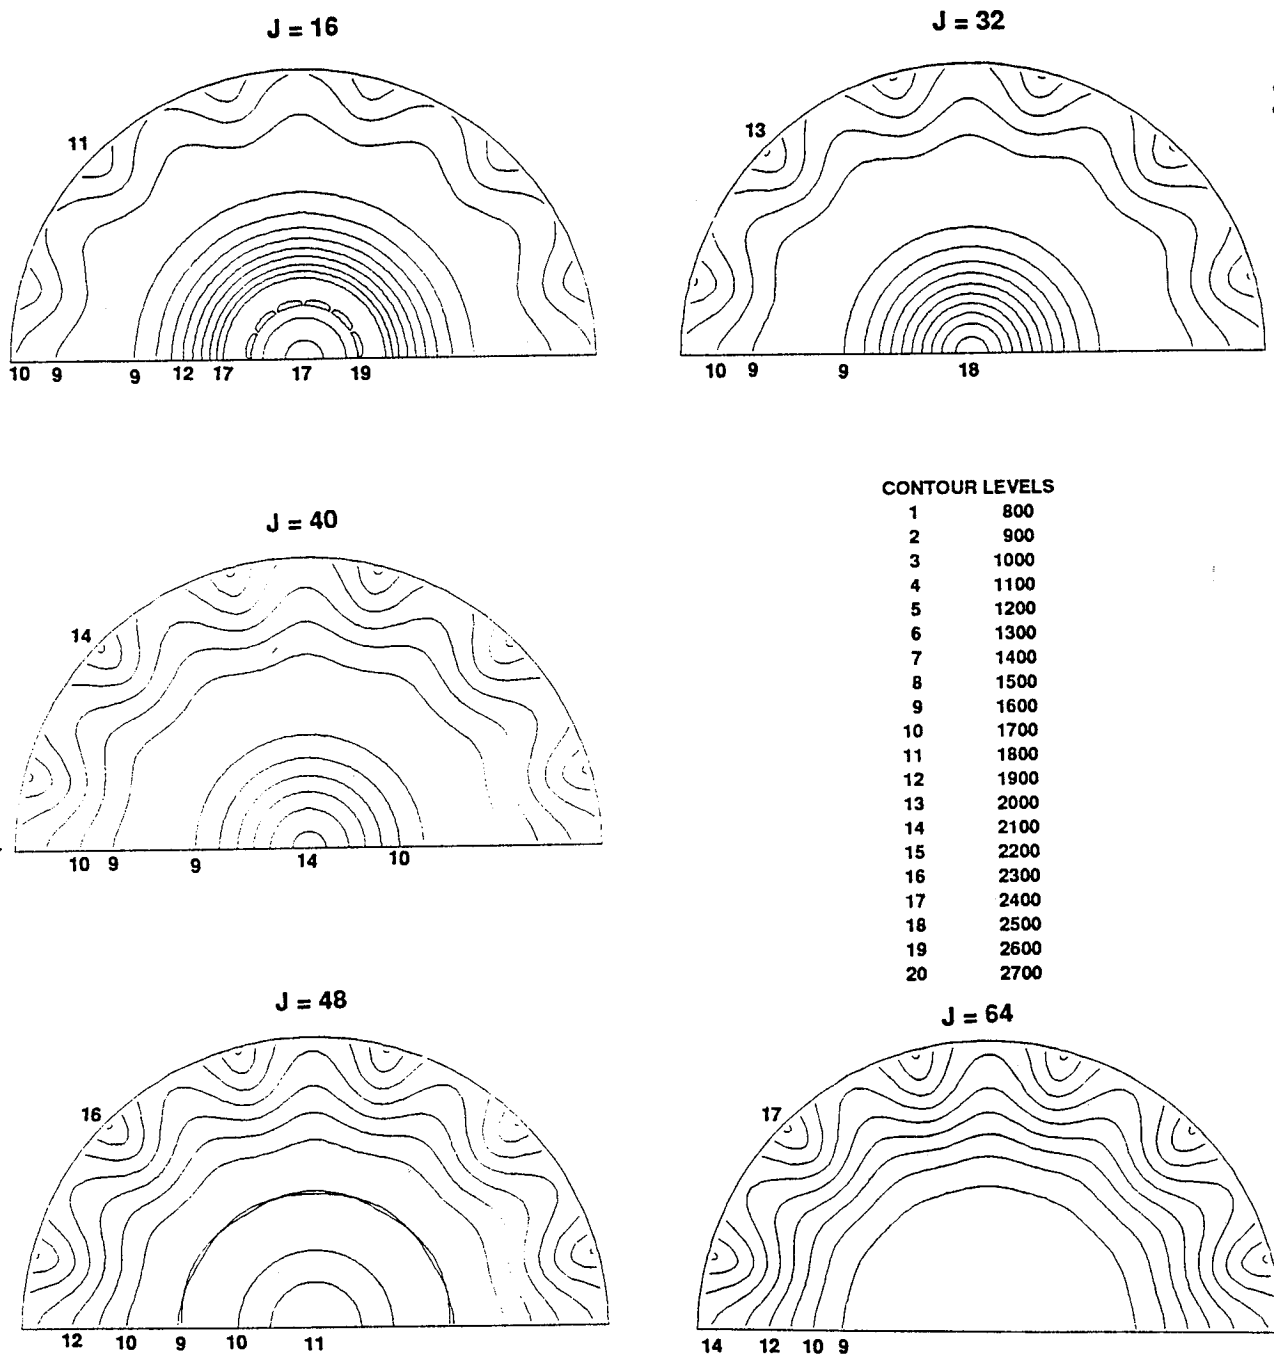 J = 16
J = 32
11
13
10 9 9 12 17 17 19
10 9 9 18
CONTOUR LEVELS
1 800
2 900
3 1000
4 1100
5 1200
6 1300
7 1400
8 1500
9 1600
10 1700
11 1800
12 1900
13 2000
14 2100
15 2200
16 2300
17 2400
18 2500
19 2600
20 2700
J = 40
14
10 9 9 14 10
J = 48
J = 64
16
17
12 10 9 10 11
14 12 10 9